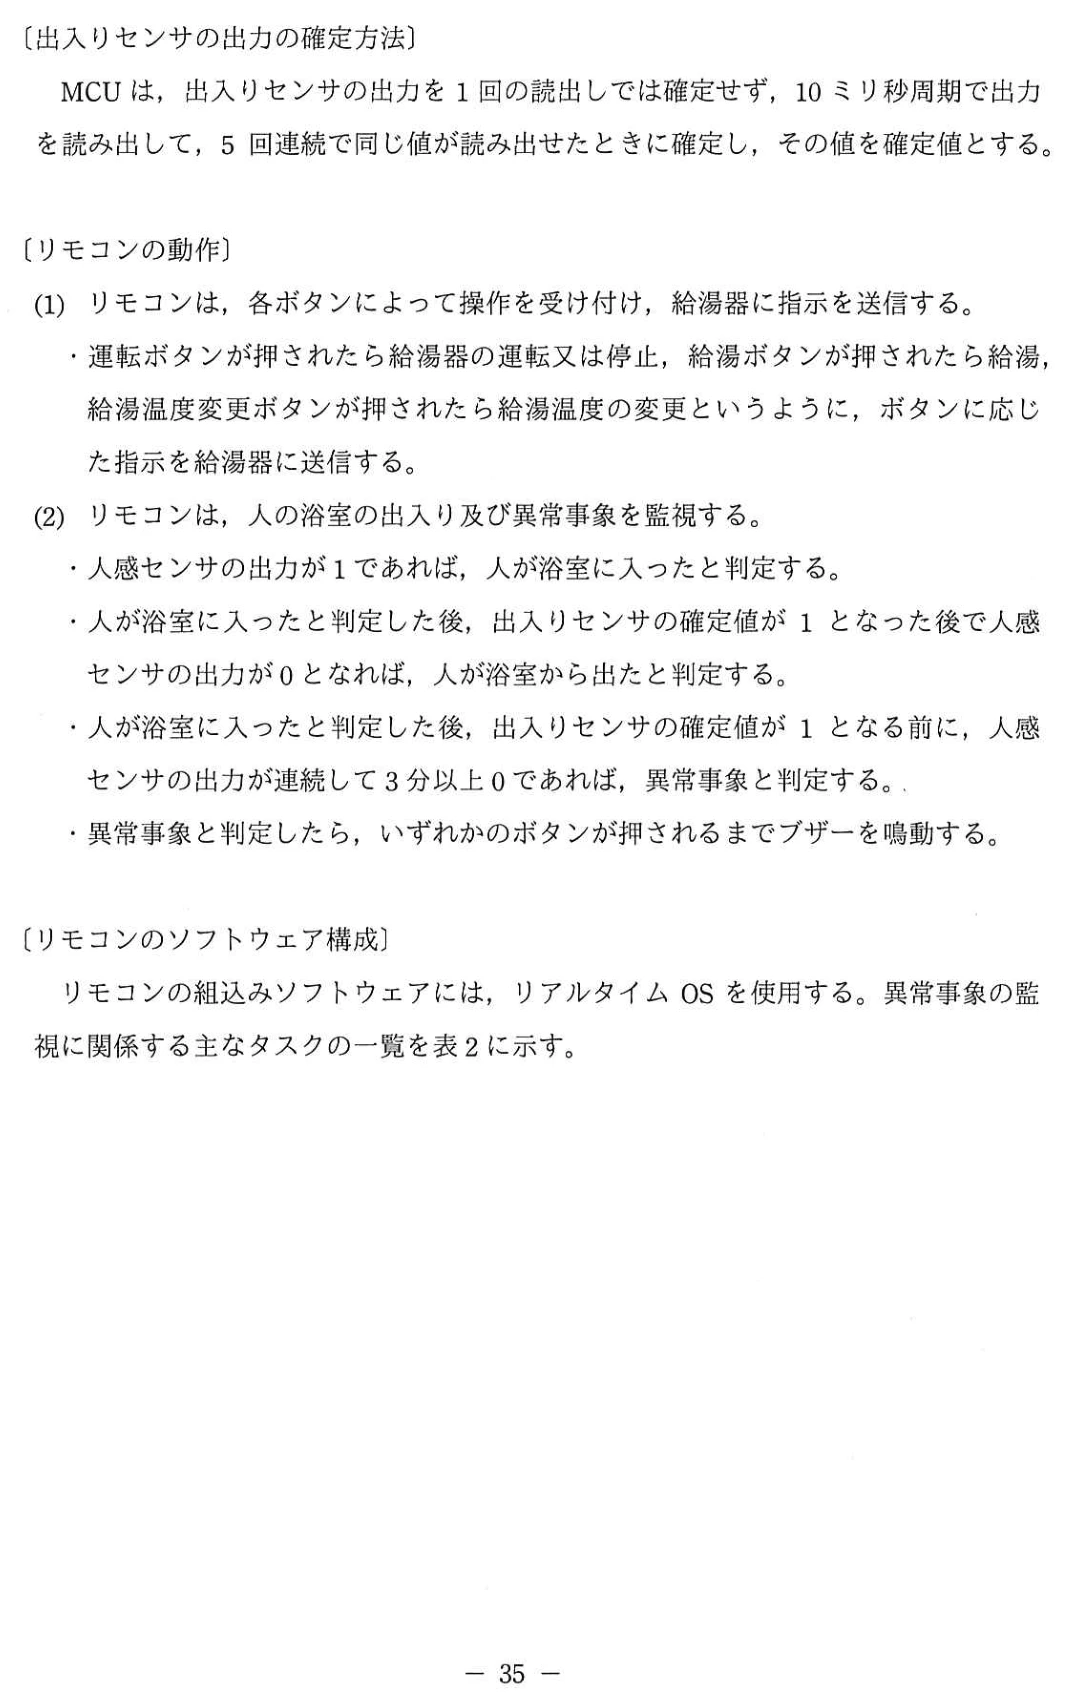 〔出入りセンサの出力の確定方法〕
MCU は，出入りセンサの出力を 1 回の読出しでは確定せず，10 ミリ秒周期で出力
を読み出して，5 回連続で同じ値が読み出せたときに確定し，その値を確定値とする。
〔リモコンの動作〕
(1) リモコンは，各ボタンによって操作を受け付け，給湯器に指示を送信する。
・運転ボタンが押されたら給湯器の運転又は停止，給湯ボタンが押されたら給湯，
給湯温度変更ボタンが押されたら給湯温度の変更というように，ボタンに応じ
た指示を給湯器に送信する。
(2) リモコンは，人の浴室の出入り及び異常事象を監視する。
・人感センサの出力が 1 であれば，人が浴室に入ったと判定する。
・人が浴室に入ったと判定した後，出入りセンサの確定値が 1 となった後で人感
センサの出力が 0 となれば，人が浴室から出たと判定する。
・人が浴室に入ったと判定した後，出入りセンサの確定値が 1 となる前に，人感
センサの出力が連続して 3 分以上 0 であれば，異常事象と判定する。
・異常事象と判定したら，いずれかのボタンが押されるまでブザーを鳴動する。
〔リモコンのソフトウェア構成〕
リモコンの組込みソフトウェアには，リアルタイム OS を使用する。異常事象の監
視に関係する主なタスクの一覧を表 2 に示す。
－ 35 －